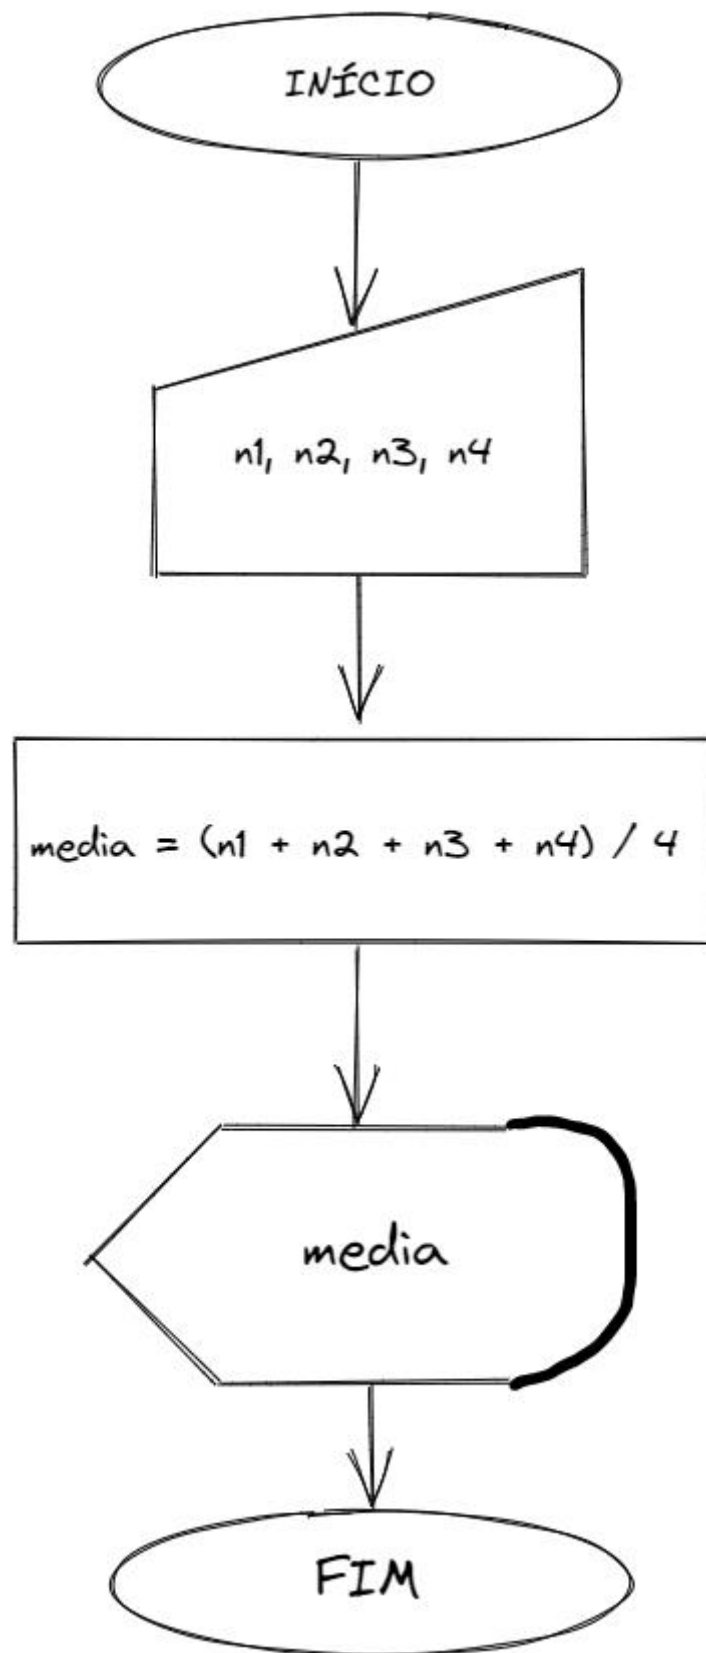 INÍCIO
n1, n2, n3, n4
media = (n1 + n2 + n3 + n4) / 4
media
FIM